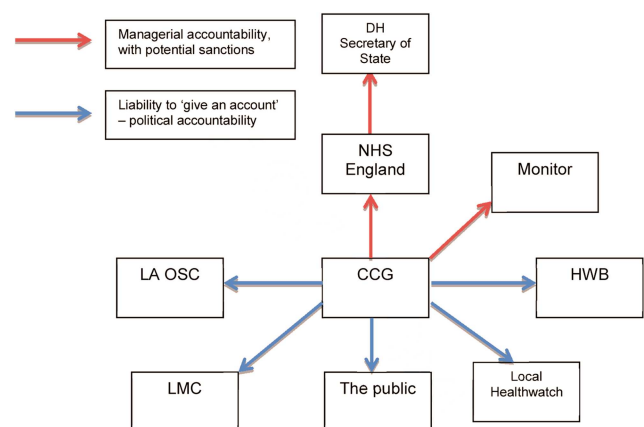 Managerial accountability,
with potential sanctions
DH
Secretary of
State
Liability to ‘give an account’
– political accountability
NHS
England
Monitor
LA OSC
CCG
HWB
LMC
The public
Local
Healthwatch